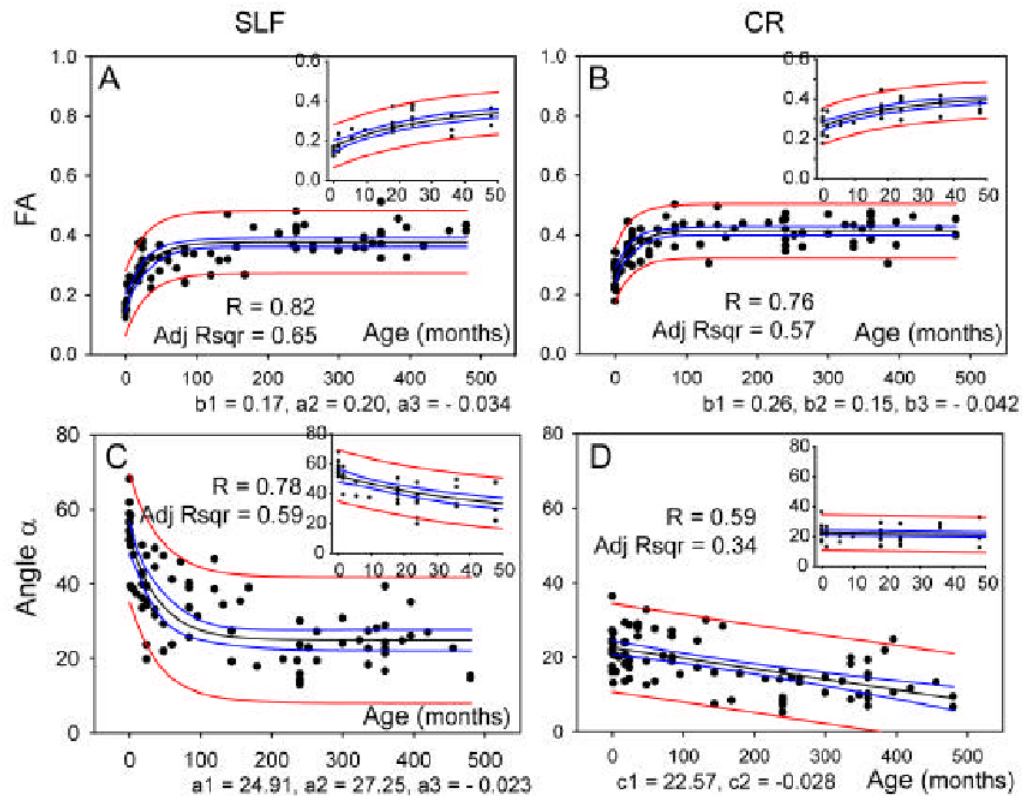 SLF CR
A
B
FA
1.0
0.8
0.6
0.4
0.2
0.0
0.6
0.4
0.2
0.0
0 10 20 30 40 50
R = 0.82
Adj Rsqr = 0.65
Age (months)
0 100 200 300 400 500
b1 = 0.17, a2 = 0.20, a3 = - 0.034
1.0
0.8
0.6
0.4
0.2
0.0
0.6
0.4
0.2
0.0
0 10 20 30 40 50
R = 0.76
Adj Rsqr = 0.57
Age (months)
0 100 200 300 400 500
b1 = 0.26, b2 = 0.15, b3 = - 0.042
C
Angle α
80
60
40
20
0
80
60
40
20
0
0 10 20 30 40 50
R = 0.78
Adj Rsqr = 0.59
Age (months)
0 100 200 300 400 500
a1 = 24.91, a2 = 27.25, a3 = - 0.023
D
80
60
40
20
0
80
60
40
20
0
0 10 20 30 40 50
R = 0.59
Adj Rsqr = 0.34
0 100 200 300 400 500
c1 = 22.57, c2 = -0.028 Age (months)